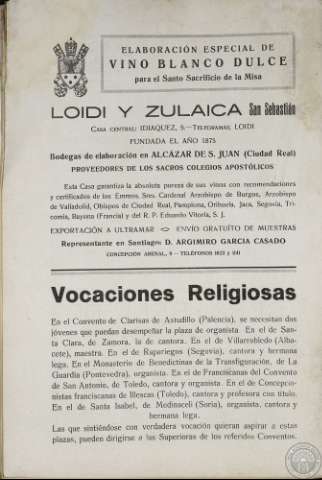 ELABORACIÓN ESPECIAL DE
VINO BLANCO DULCE
para el Santo Sacrificio de la Misa
LOIDI Y ZULAICA San Sebastián
CASA CENTRAL: IDIAQUEZ, 5.—TELEGRAMAS, LOIDI
FUNDADA EL AÑO 1875
Bodegas de elaboración en ALCAZAR DE S. JUAN (Ciudad Real)
PROVEEDORES DE LOS SACROS COLEGIOS APOSTÓLICOS
Esta Casa garantiza la absoluta pureza de sus vinos con recomendaciones
y certificados de los Emmos. Sres. Cardenal Arzobispo de Burgos, Arzobispo
de Valladolid, Obispos de Ciudad Real, Pamplona, Orihuela, Jaca, Segovia, Tri-
comia, Bayona (Francia) y del R. P. Eduardo Vitoria, S. J.
EXPORTACIÓN A ULTRAMAR <> ENVÍO GRATUÍTO DE MUESTRAS
Representante en Santiago: D. ARGIMIRO GARCIA CASADO
CONCEPCIÓN ARENAL, 9 — TELÉFONOS 1623 y 1141
Vocaciones Religiosas
En el Convento de Clarisas de Astudillo (Palencia), se necesitan dos
jóvenes que puedan desempeñar la plaza de organista. En el de San-
ta Clara, de Zamora, la de cantora. En el de Villarrobledo (Alba-
cete), maestra. En el de Rapariegos (Segovia), cantora y hermana
lega. En el Monasterio de Benedictinas de la Transfiguración, de La
Guardia (Pontevedra), organista. En el de Franciscanas del Convento
de San Antonio, de Toledo, cantora y organista. En el de Concepcio-
nistas franciscanas de Illescas (Toledo), cantora y profesora con título.
En el de Santa Isabel, de Medinaceli (Soria), organista, cantora y
hermana lega.
Las que sintiéndose con verdadera vocación quieran aspirar a estas
plazas, pueden dirigirse a las Superioras de los referidos Conventos.